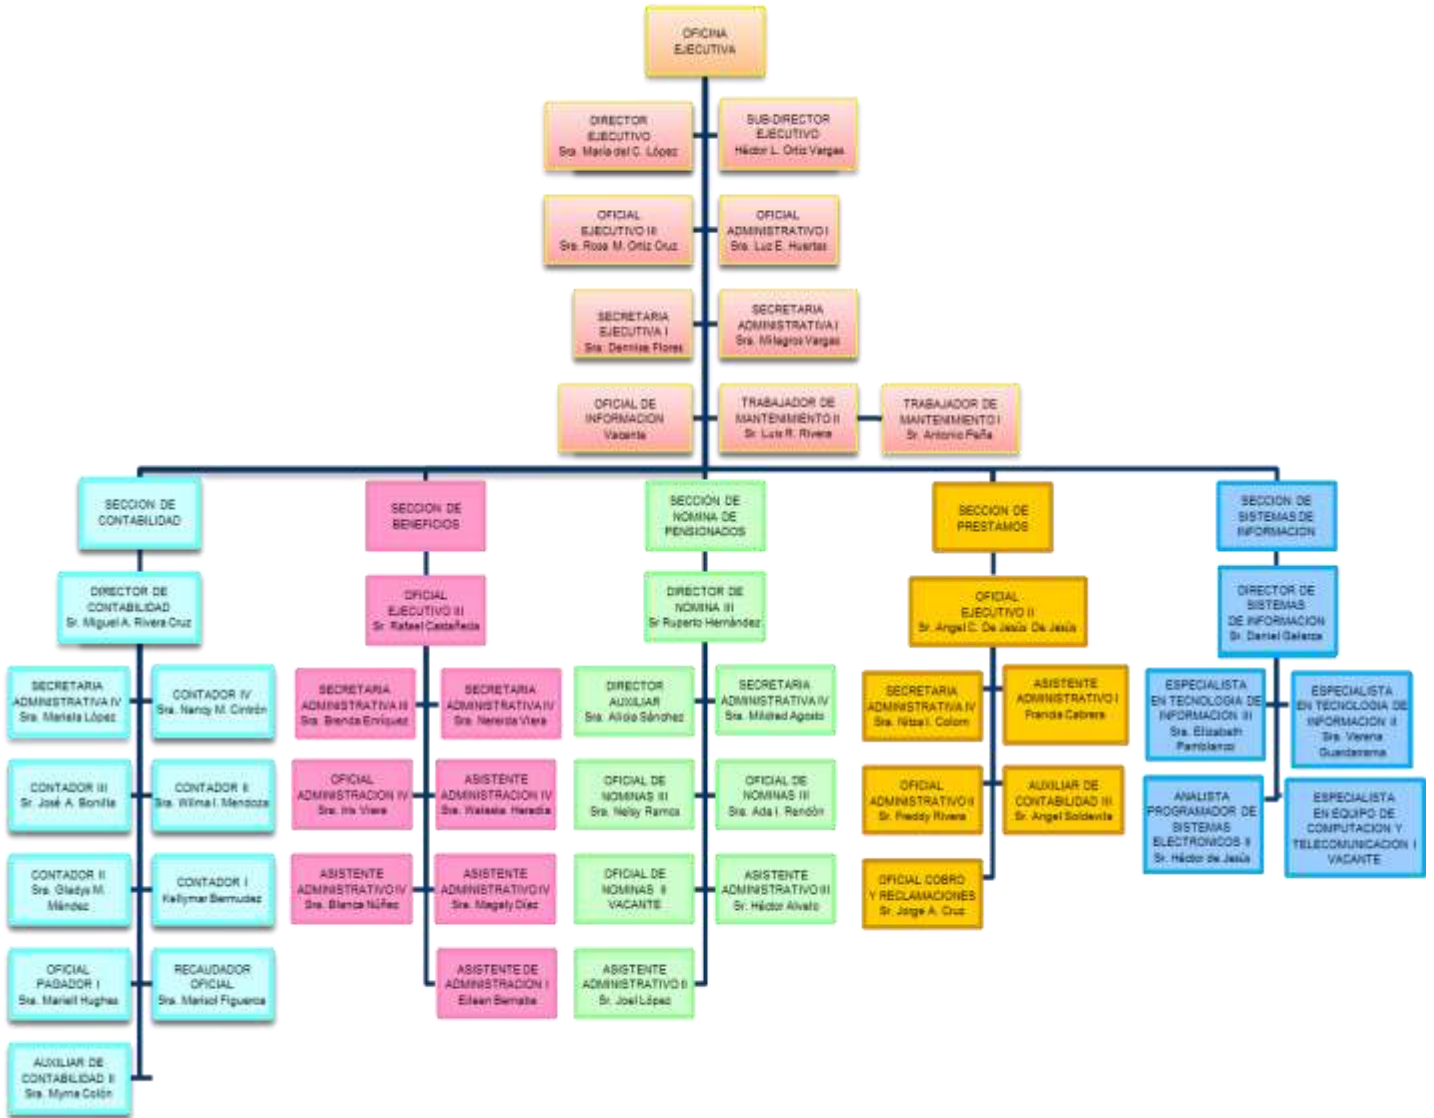 OFICINA
EJECUTIVA
DIRECTOR
EJECUTIVO
Sra. María del C. López
SUB-DIRECTOR
EJECUTIVO
Héctor L. Ortiz Vargas
OFICIAL
EJECUTIVO III
Sra. Rosa M. Ortiz Cruz
OFICIAL
ADMINISTRATIVO I
Sra. Luz E. Huertas
SECRETARIA
EJECUTIVA I
Sra. Dennise Flores
SECRETARIA
ADMINISTRATIVA I
Sra. Milagros Vargas
OFICIAL DE
INFORMACION
Vacante
TRABAJADOR DE
MANTENIMIENTO II
Sr. Luis R. Rivera
TRABAJADOR DE
MANTENIMIENTO I
Sr. Antonio Peña
SECCION DE
CONTABILIDAD
SECCION DE
BENEFICIOS
SECCIÓN DE
NOMINA DE
PENSIONADOS
SECCION DE
PRESTAMOS
SECCION DE
SISTEMAS DE
INFORMACION
DIRECTOR DE
CONTABILIDAD
Sr. Miguel A. Rivera Cruz
OFICIAL
EJECUTIVO III
Sr. Rafael Castañeda
DIRECTOR DE
NOMINA III
Sr Ruperto Hernández
OFICIAL
EJECUTIVO II
Sr. Angel C. De Jesús De Jesús
DIRECTOR DE
SISTEMAS
DE INFORMACION
Sr. Daniel Galarza
SECRETARIA
ADMINISTRATIVA IV
Sra. Mariela López
CONTADOR IV
Sra. Nancy M. Cintrón
CONTADOR III
Sr. José A. Bonilla
CONTADOR II
Sra. Wilma I. Mendoza
CONTADOR II
Sra. Gladys M.
Méndez
CONTADOR I
Kellymar Bermudez
OFICIAL
PAGADOR I
Sra. Mariell Hughes
RECAUDADOR
OFICIAL
Sra. Marisol Figueroa
AUXILIAR DE
CONTABILIDAD II
Sra. Myrna Colón
SECRETARIA
ADMINISTRATIVA III
Sra. Brenda Enríquez
SECRETARIA
ADMINISTRATIVA IV
Sra. Nereida Viera
OFICIAL
ADMINISTRACION IV
Sra. Iris Viera
ASISTENTE
ADMINISTRACION IV
Sra. Waleska Heredia
ASISTENTE
ADMINISTRATIVO IV
Sra. Blanca Núñez
ASISTENTE
ADMINISTRATIVO IV
Sra. Magaly Díaz
ASISTENTE DE
ADMINISTRACION I
Eileen Bernabe
DIRECTOR
AUXILIAR
Sra. Alicia Sánchez
SECRETARIA
ADMINISTRATIVA IV
Sra. Mildred Agosto
OFICIAL DE
NOMINAS III
Sra. Nelsy Ramos
OFICIAL DE
NOMINAS III
Sra. Ada I. Rendón
OFICIAL DE
NOMINAS II
VACANTE
ASISTENTE
ADMINISTRATIVO III
Sr. Héctor Alvelo
ASISTENTE
ADMINISTRATIVO II
Sr. Joel López
SECRETARIA
ADMINISTRATIVA IV
Sra. Nitza I. Colom
ASISTENTE
ADMINISTRATIVO I
Francis Cabrera
OFICIAL
ADMINISTRATIVO II
Sr. Freddy Rivera
AUXILIAR DE
CONTABILIDAD III
Sr. Angel Soldevila
OFICIAL COBRO
Y RECLAMACIONES
Sr. Jorge A. Cruz
ESPECIALISTA
EN TECNOLOGIA DE
INFORMACION III
Sra. Elizabeth
ESPECIALISTA
EN TECNOLOGIA DE
INFORMACION II
Sra. Verena
ANALISTA
PROGRAMADOR DE
SISTEMAS
ELECTRONICOS II
Sr. Héctor de Jesús
ESPECIALISTA
EN EQUIPO DE
COMPUTACION Y
TELECOMUNICACION I
VACANTE